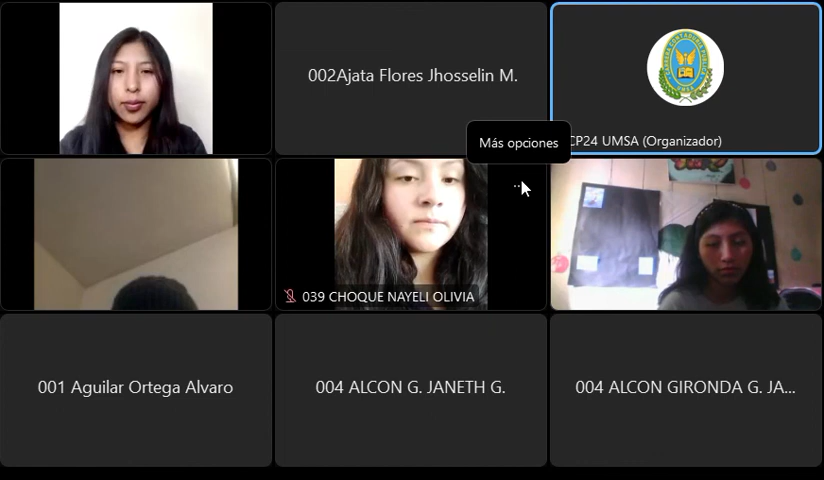 002Ajata Flores Jhosselin M.
Más opciones
CP24 UMSA (Organizador)
039 CHOQUE NAYELI OLIVIA
001 Aguilar Ortega Alvaro
004 ALCON G. JANETH G.
004 ALCON GIRONDA G. JA...